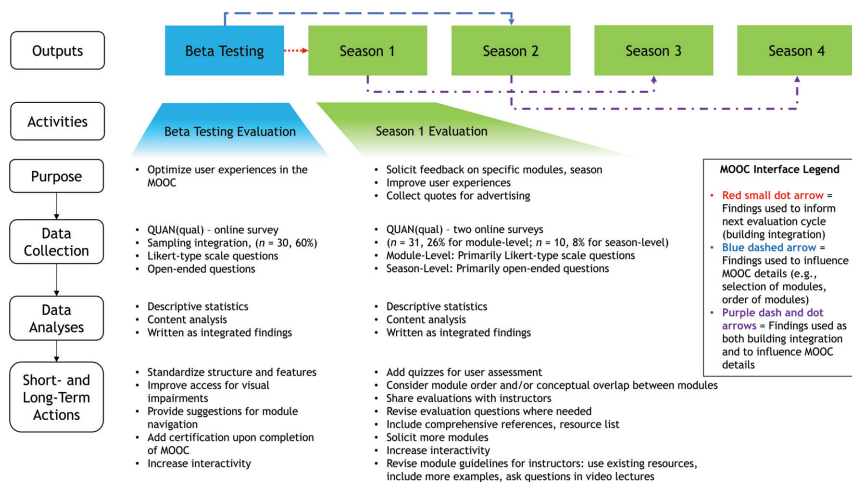 Outputs
Beta Testing
Season 1
Season 2
Season 3
Season 4
Activities
Beta Testing Evaluation
Season 1 Evaluation
Purpose
• Optimize user experiences in the
MOOC
• Solicit feedback on specific modules, season
• Improve user experiences
• Collect quotes for advertising
Data
Collection
• QUAN(qual) – online survey
• Sampling integration, (n = 30, 60%)
• Likert-type scale questions
• Open-ended questions
• QUAN(qual) – two online surveys
• (n = 31, 26% for module-level; n = 10, 8% for season-level)
• Module-Level: Primarily Likert-type scale questions
• Season-Level: Primarily open-ended questions
Data
Analyses
• Descriptive statistics
• Content analysis
• Written as integrated findings
• Descriptive statistics
• Content analysis
• Written as integrated findings
Short- and
Long-Term
Actions
• Standardize structure and features
• Improve access for visual
impairments
• Provide suggestions for module
navigation
• Add certification upon completion
of MOOC
• Increase interactivity
• Add quizzes for user assessment
• Consider module order and/or conceptual overlap between modules
• Share evaluations with instructors
• Revise evaluation questions where needed
• Include comprehensive references, resource list
• Solicit more modules
• Increase interactivity
• Revise module guidelines for instructors: use existing resources,
include more examples, ask questions in video lectures
MOOC Interface Legend
• Red small dot arrow =
Findings used to inform
next evaluation cycle
(building integration)
• Blue dashed arrow =
Findings used to influence
MOOC details (e.g.,
selection of modules,
order of modules)
• Purple dash and dot
arrows = Findings used as
both building integration
and to influence MOOC
details